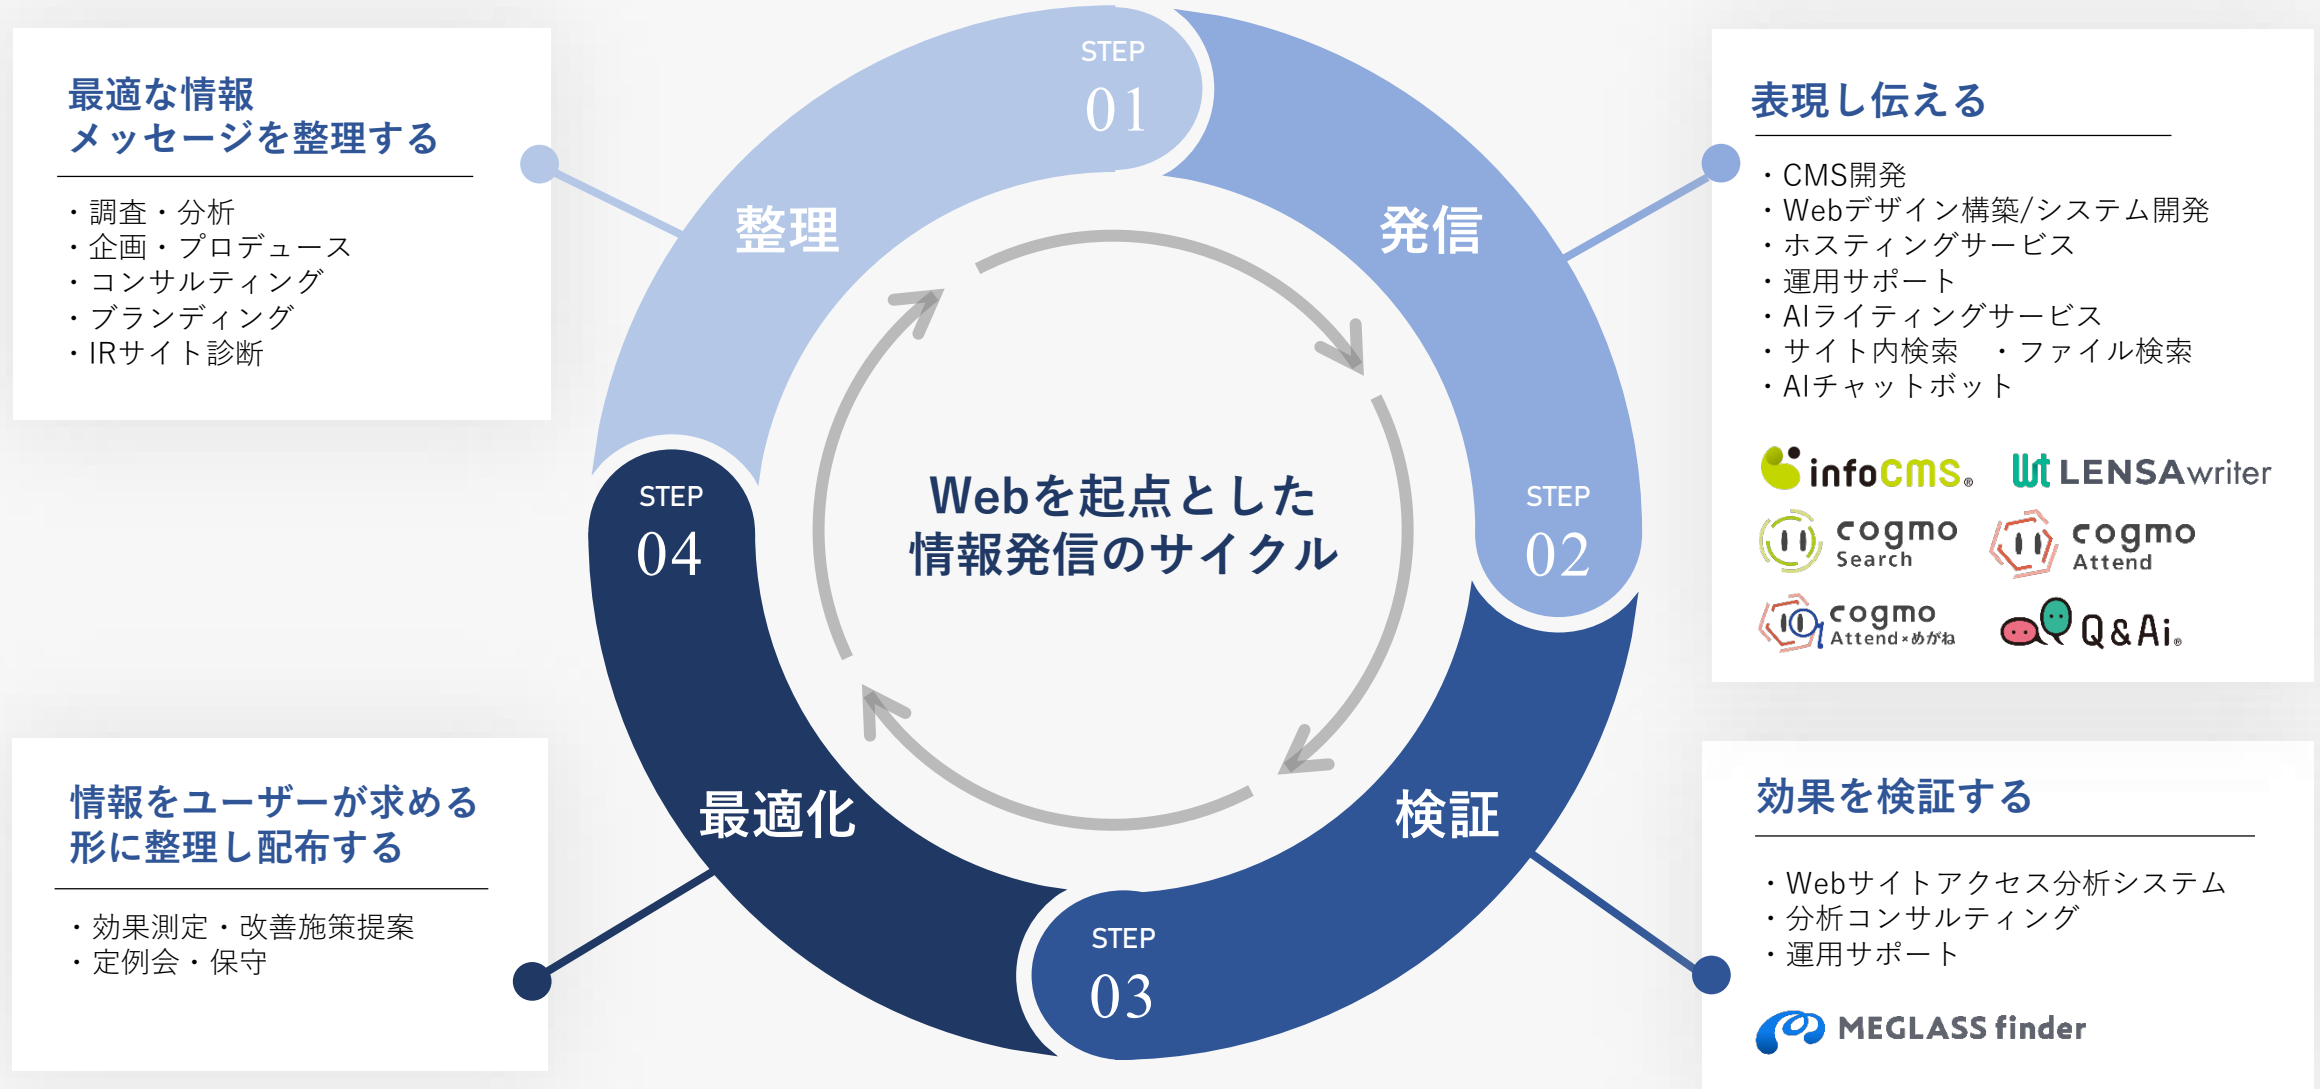 最適な情報
メッセージを整理する
・調査・分析
・企画・プロデュース
・コンサルティング
・ブランディング
・IRサイト診断
STEP
01
整理
発信
表現し伝える
・CMS開発
・Webデザイン構築/システム開発
・ホスティングサービス
・運用サポート
・AIライティングサービス
・サイト内検索　・ファイル検索
・AIチャットボット
infoCMS®
LENSAwriter
cogmo
Search
cogmo
Attend
cogmo
Attend×めがね
Q&Ai®
Webを起点とした
情報発信のサイクル
STEP
02
STEP
04
情報をユーザーが求める
形に整理し配布する
・効果測定・改善施策提案
・定例会・保守
最適化
検証
STEP
03
効果を検証する
・Webサイトアクセス分析システム
・分析コンサルティング
・運用サポート
MEGLASS finder